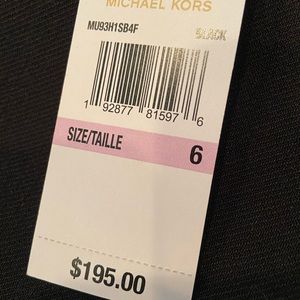 MICHAEL KORS
MU93H1SB4F BLACK
1 92877 81597 6
SIZE/TAILLE 6
$195.00